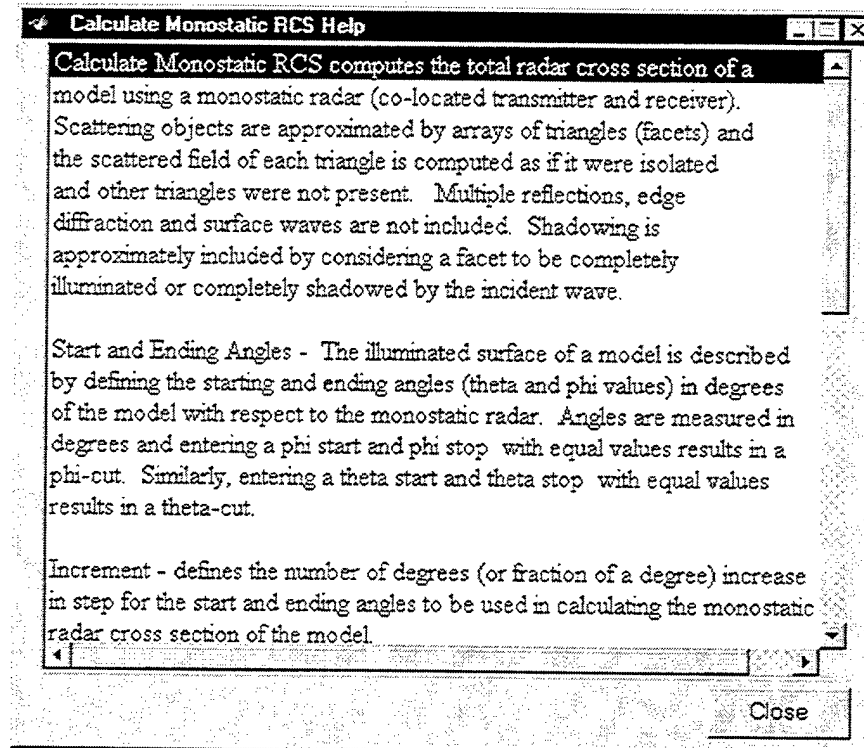 Calculate Monostatic RCS Help
Calculate Monostatic RCS computes the total radar cross section of a
model using a monostatic radar (co-located transmitter and receiver).
Scattering objects are approximated by arrays of triangles (facets) and
the scattered field of each triangle is computed as if it were isolated
and other triangles were not present. Multiple reflections, edge
diffraction and surface waves are not included. Shadowing is
approximately included by considering a facet to be completely
illuminated or completely shadowed by the incident wave.
Start and Ending Angles - The illuminated surface of a model is described
by defining the starting and ending angles (theta and phi values) in degrees
of the model with respect to the monostatic radar. Angles are measured in
degrees and entering a phi start and phi stop with equal values results in a
phi-cut. Similarly, entering a theta start and theta stop with equal values
results in a theta-cut.
Increment - defines the number of degrees (or fraction of a degree) increase
in step for the start and ending angles to be used in calculating the monostatic
radar cross section of the model.
Close